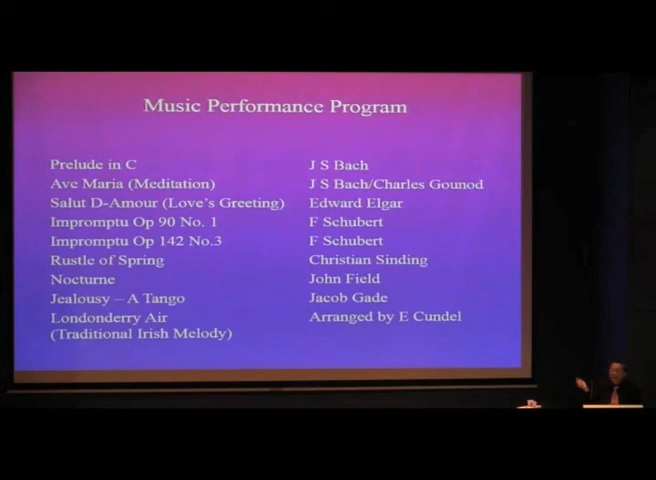 Music Performance Program
Prelude in C J S Bach
Ave Maria (Meditation) J S Bach/Charles Gounod
Salut D-Amour (Love's Greeting) Edward Elgar
Impromptu Op 90 No. 1 F Schubert
Impromptu Op 142 No.3 F Schubert
Rustle of Spring Christian Sinding
Nocturne John Field
Jealousy – A Tango Jacob Gade
Londonderry Air Arranged by E Cundel
(Traditional Irish Melody)